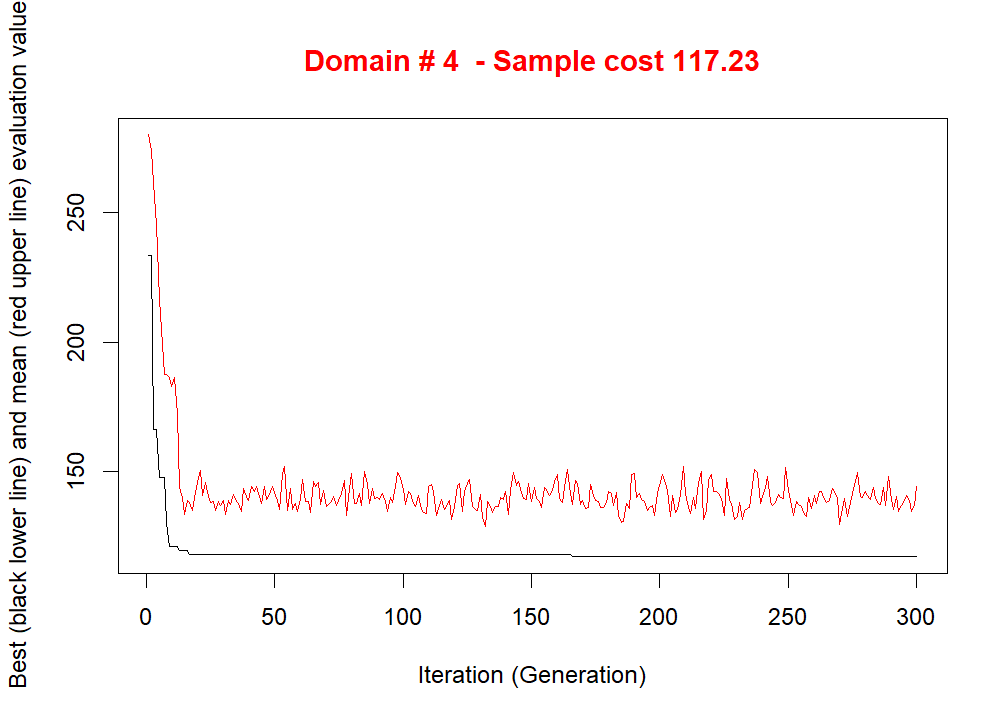 Domain # 4  - Sample cost 117.23
Best (black lower line) and mean (red upper line) evaluation value
250
200
150
0 50 100 150 200 250 300
Iteration (Generation)